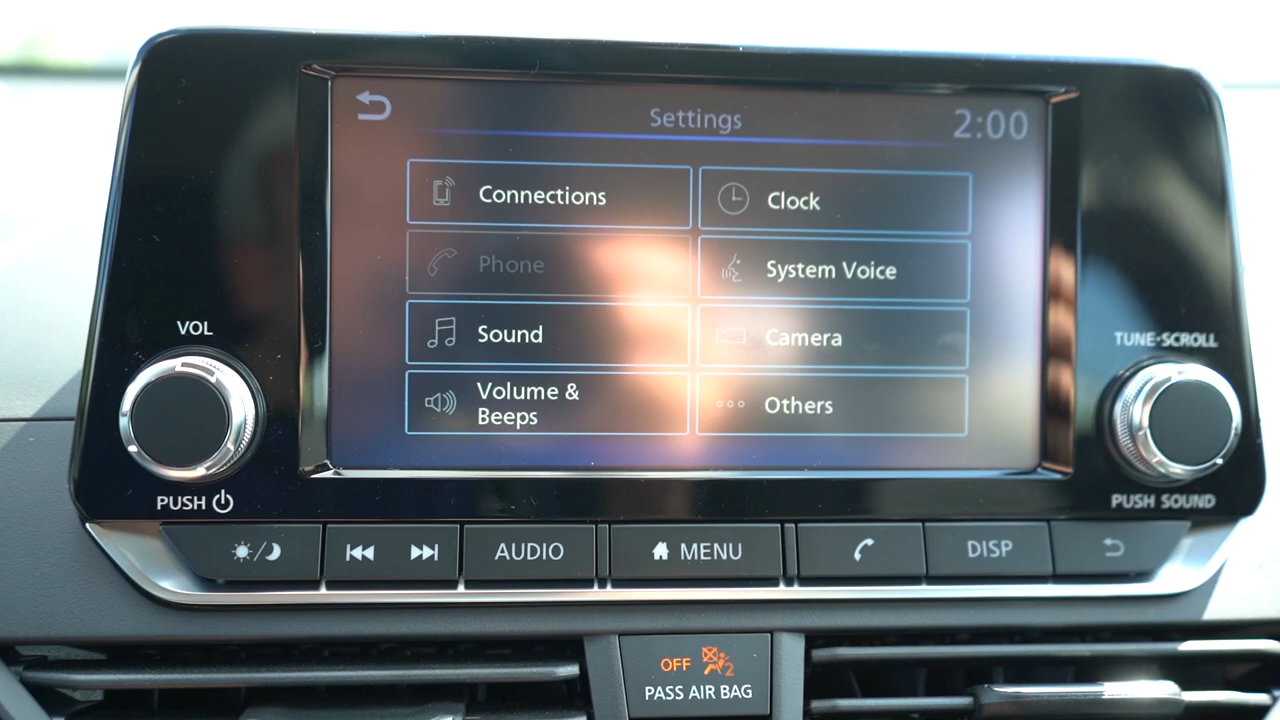 Settings
2:00
Connections
Clock
Phone
System Voice
Sound
Camera
Volume &
Beeps
Others
VOL
PUSH
TUNE·SCROLL
PUSH SOUND
AUDIO
MENU
DISP
OFF
2
PASS AIR BAG